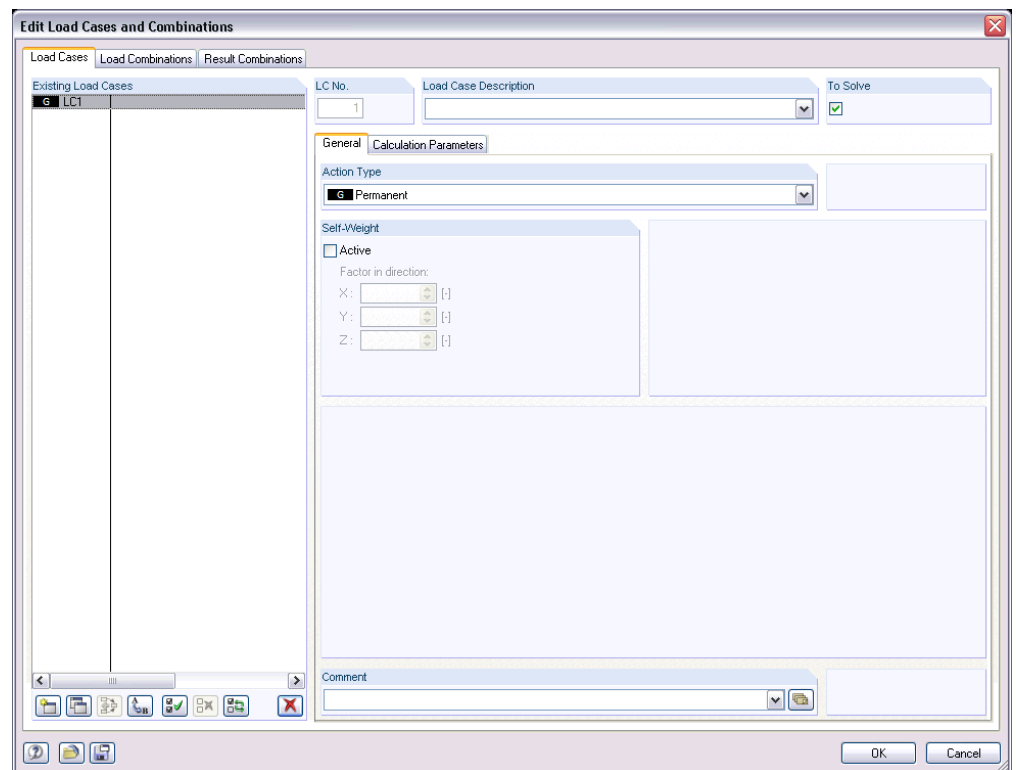 Edit Load Cases and Combinations
Load Cases Load Combinations Result Combinations
Existing Load Cases
G LC1
LC No.
1
Load Case Description
To Solve
General Calculation Parameters
Action Type
G Permanent
Self-Weight
Active
Factor in direction:
X: [-]
Y: [-]
Z: [-]
Comment
OK Cancel